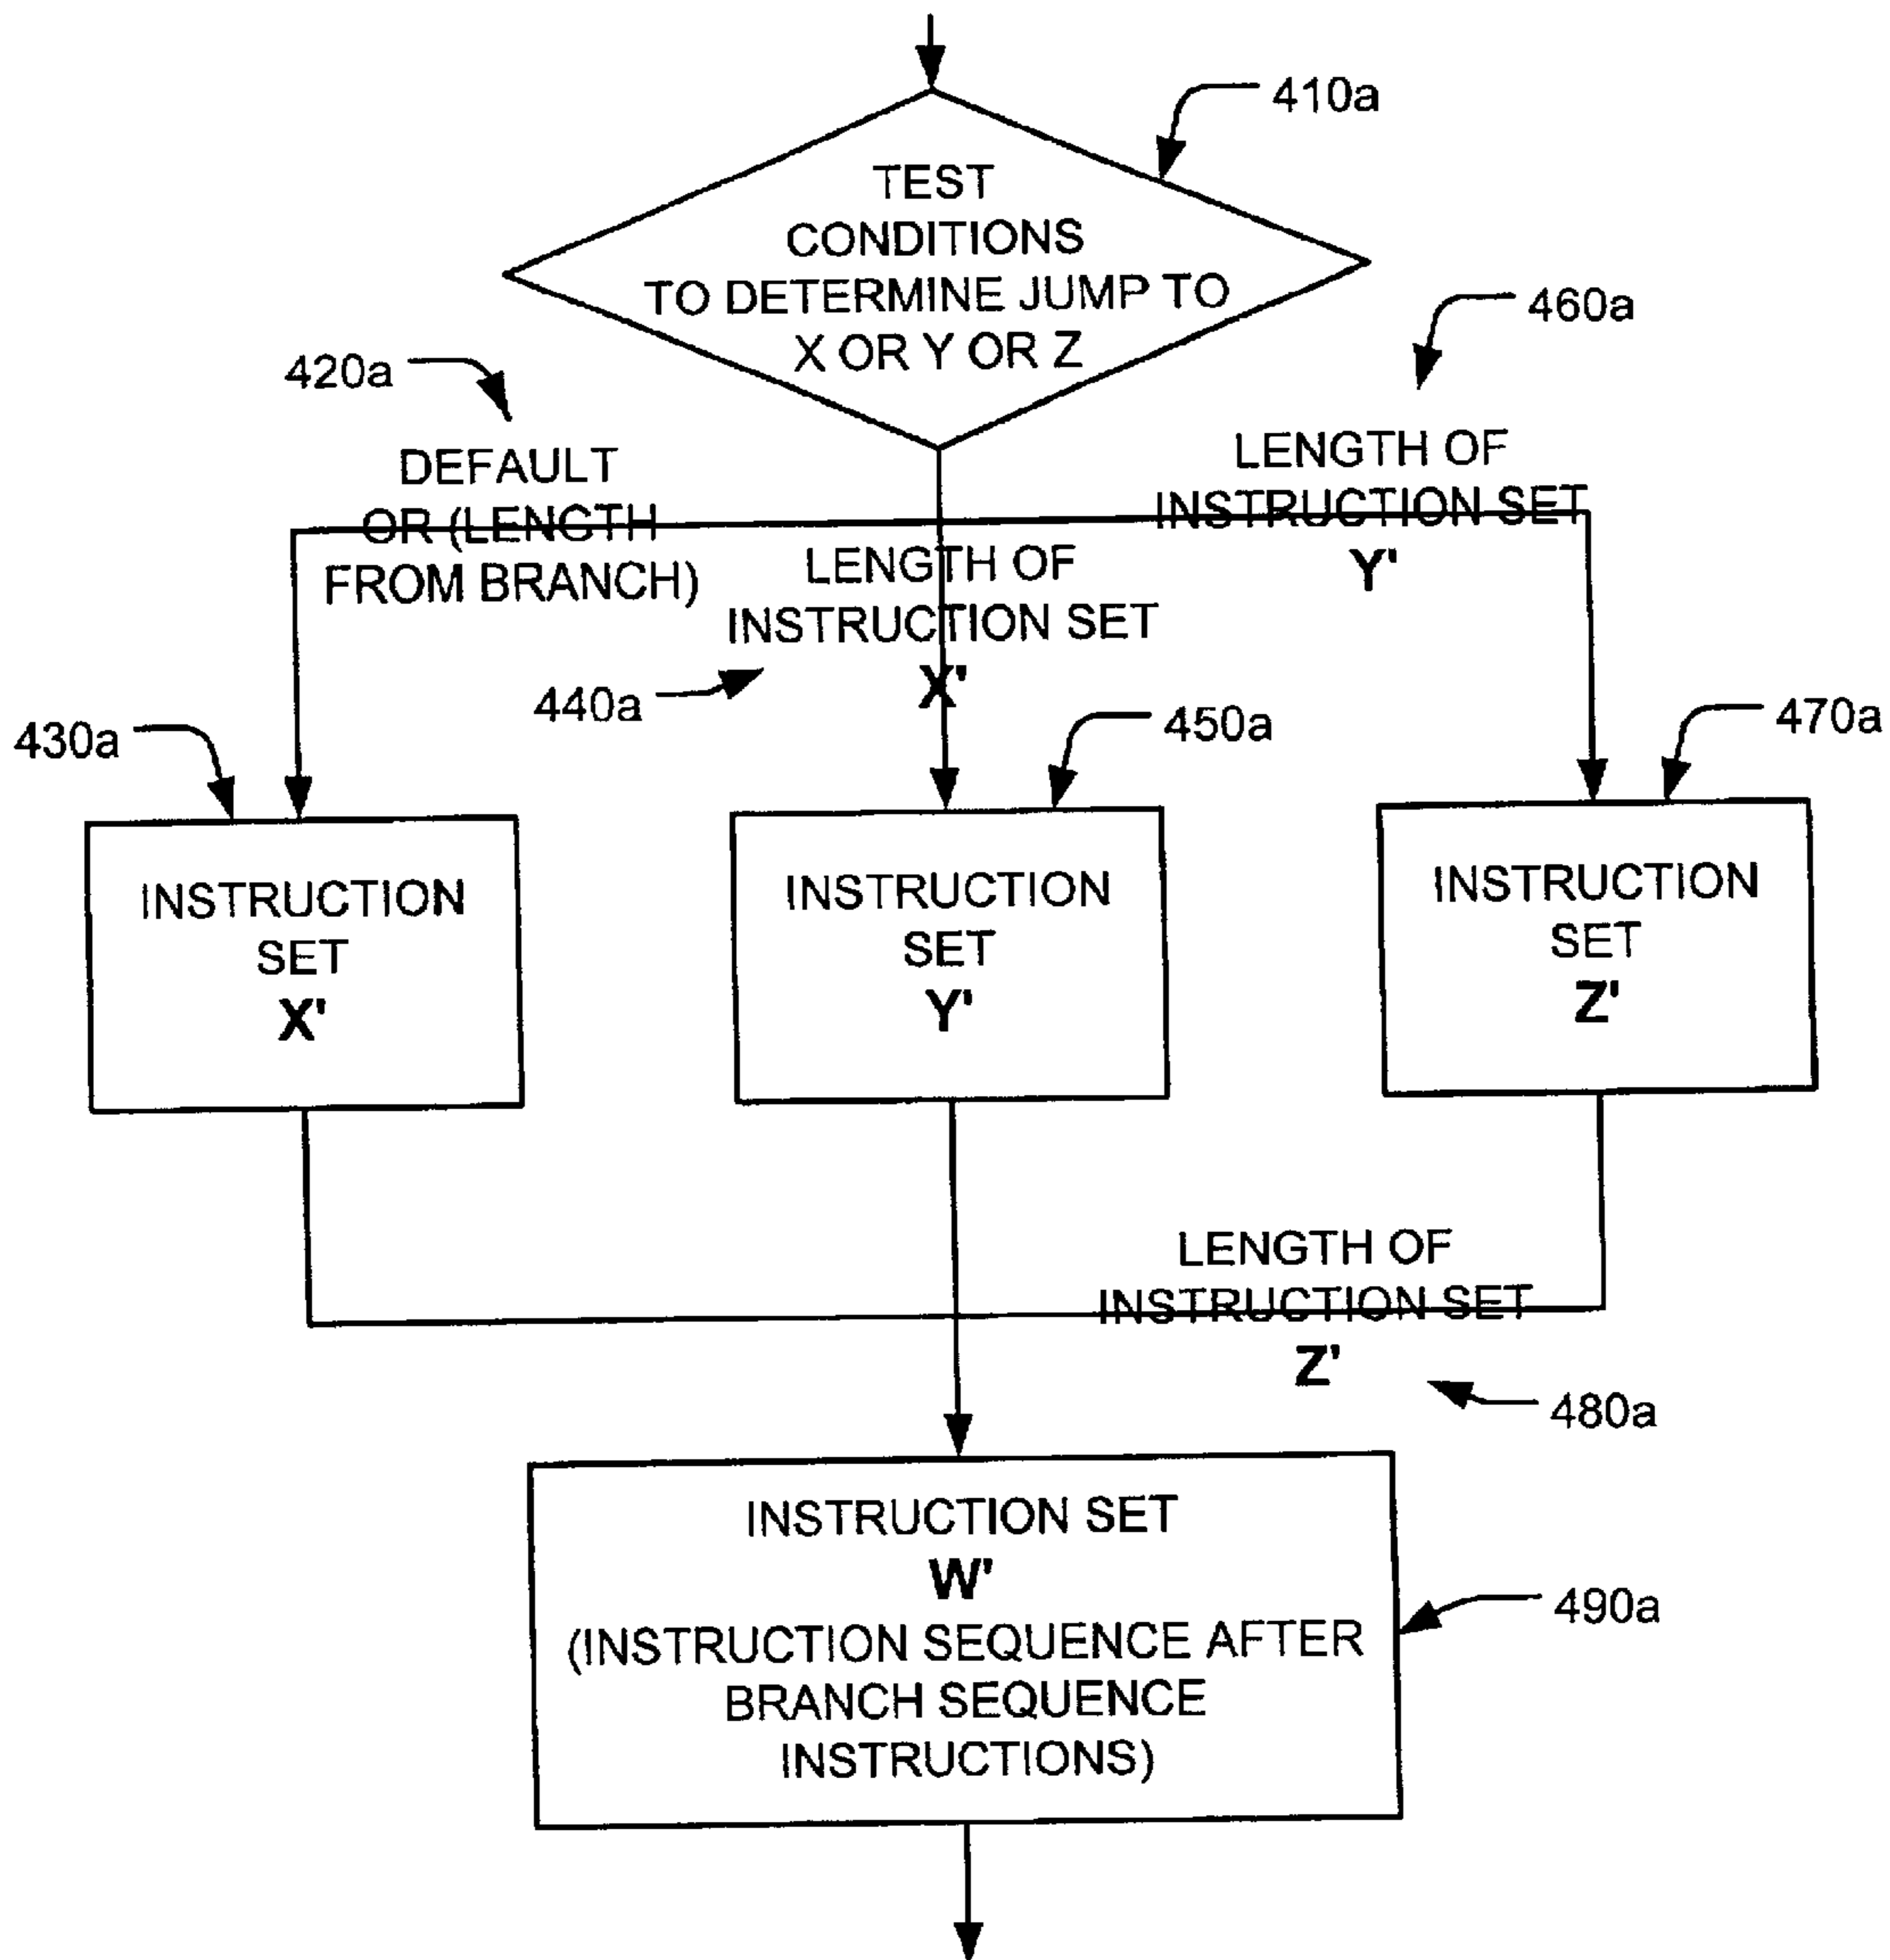 410a
TEST
CONDITIONS
TO DETERMINE JUMP TO
X OR Y OR Z
460a
420a
DEFAULT
OR (LENGTH
FROM BRANCH)
LENGTH OF
INSTRUCTION SET
Y'
LENGTH OF
INSTRUCTION SET
X'
440a
430a
450a
470a
INSTRUCTION
SET
X'
INSTRUCTION
SET
Y'
INSTRUCTION
SET
Z'
LENGTH OF
INSTRUCTION SET
Z'
480a
INSTRUCTION SET
W'
(INSTRUCTION SEQUENCE AFTER
BRANCH SEQUENCE
INSTRUCTIONS)
490a